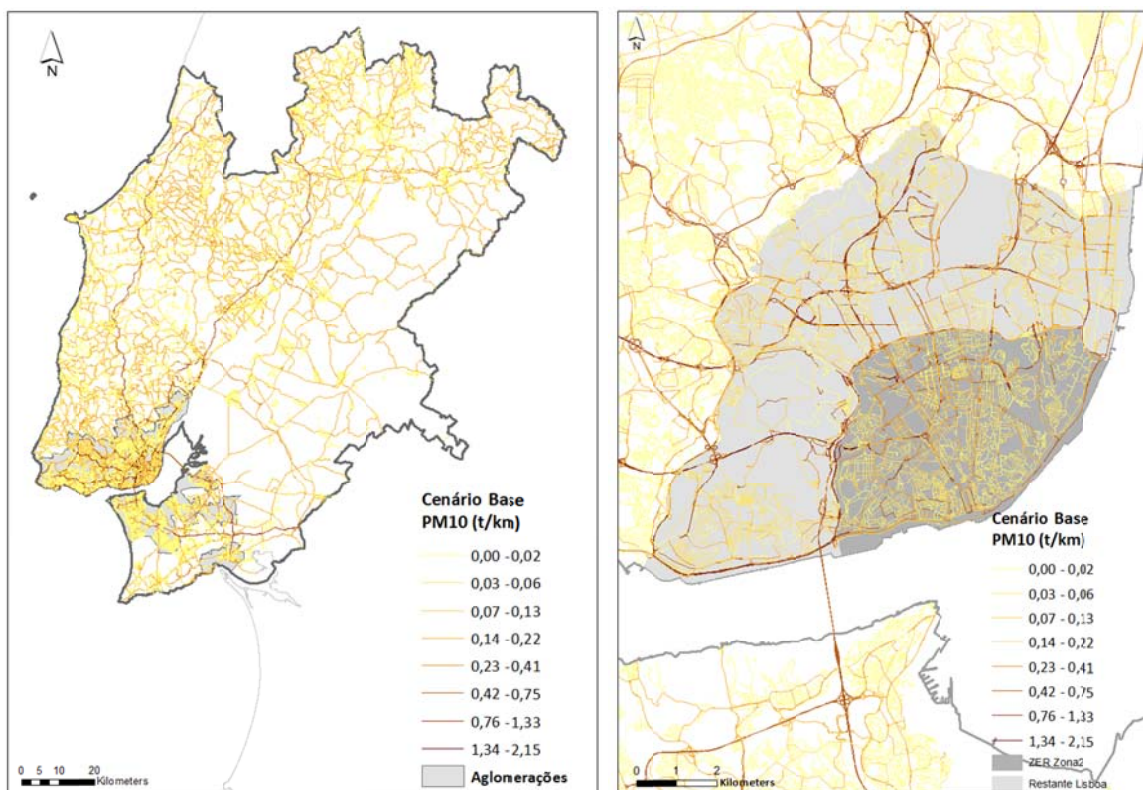 N
Cenário Base
PM10 (t/km)
0,00 - 0,02
0,03 - 0,06
0,07 - 0,13
0,14 - 0,22
0,23 - 0,41
0,42 - 0,75
0,76 - 1,33
1,34 - 2,15
Aglomerações
0 5 10 20
Kilometers
N
Cenário Base
PM10 (t/km)
0,00 - 0,02
0,03 - 0,06
0,07 - 0,13
0,14 - 0,22
0,23 - 0,41
0,42 - 0,75
0,76 - 1,33
1,34 - 2,15
ZER Zona2
Restante Lisboa
0 1 2
Kilometers